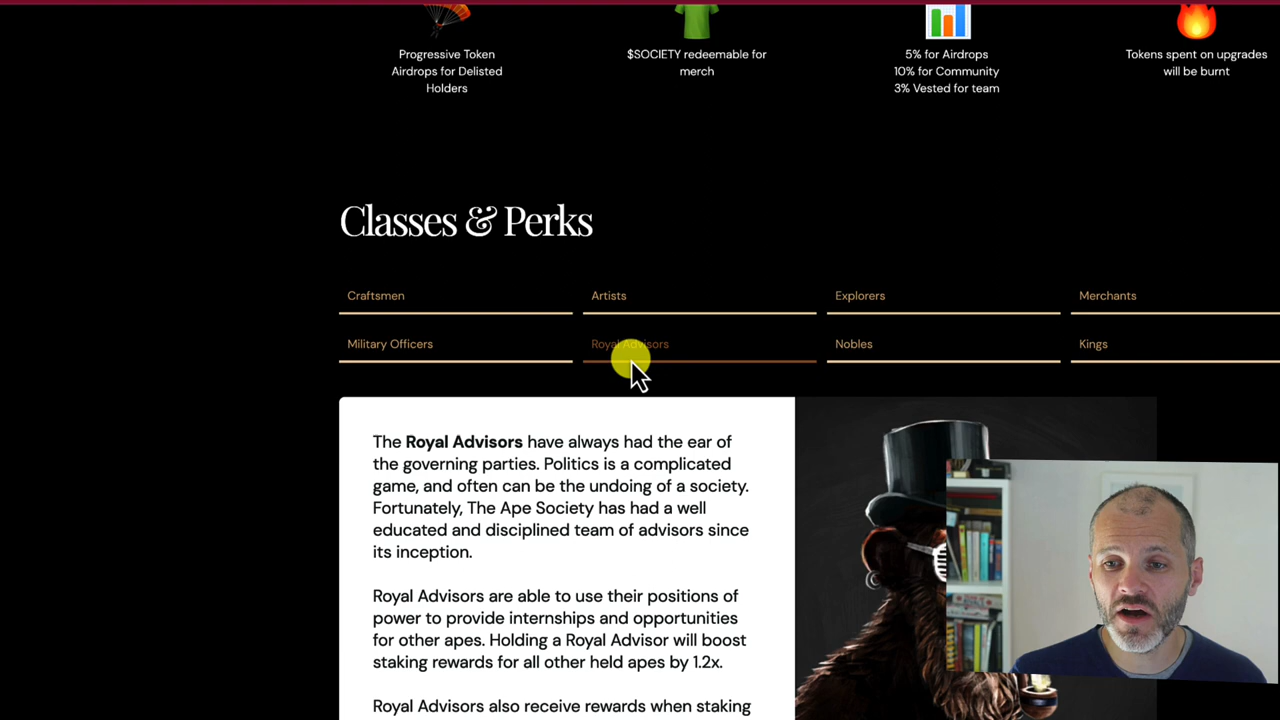 Progressive Token
Airdrops for Delisted
Holders
$SOCIETY redeemable for
merch
5% for Airdrops
10% for Community
3% Vested for team
Tokens spent on upgrades
will be burnt
Classes & Perks
Craftsmen
Artists
Explorers
Merchants
Military Officers
Royal Advisors
Nobles
Kings
The Royal Advisors have always had the ear of
the governing parties. Politics is a complicated
game, and often can be the undoing of a society.
Fortunately, The Ape Society has had a well
educated and disciplined team of advisors since
its inception.
Royal Advisors are able to use their positions of
power to provide internships and opportunities
for other apes. Holding a Royal Advisor will boost
staking rewards for all other held apes by 1.2x.
Royal Advisors also receive rewards when staking